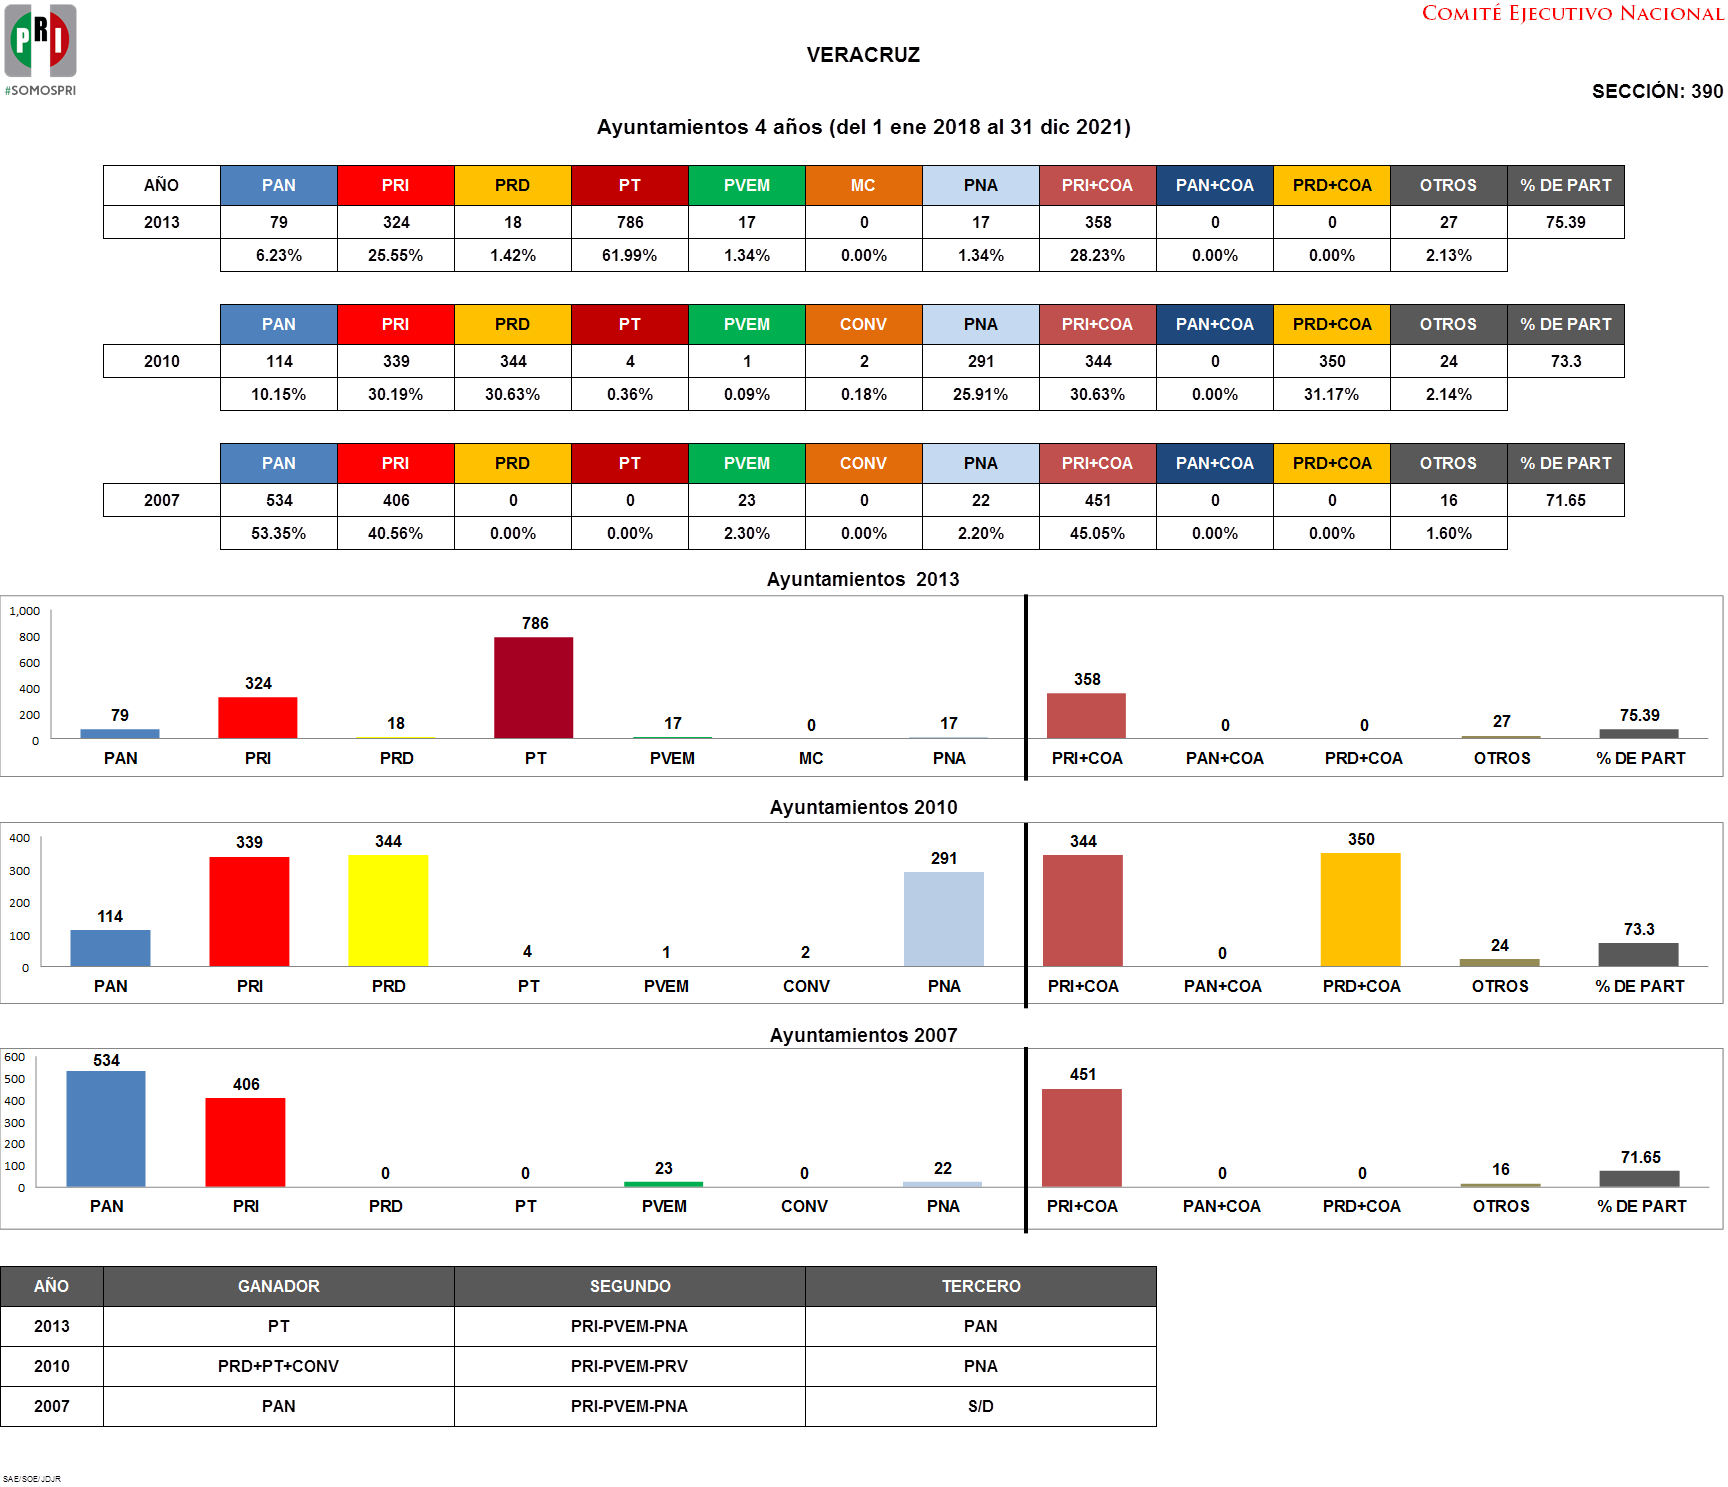 PRI
#SOMOSPRI
COMITÉ EJECUTIVO NACIONAL
VERACRUZ
SECCIÓN: 390
Ayuntamientos 4 años (del 1 ene 2018 al 31 dic 2021)
AÑO PAN PRI PRD PT PVEM MC PNA PRI+COA PAN+COA PRD+COA OTROS % DE PART
2013 79 324 18 786 17 0 17 358 0 0 27 75.39
6.23% 25.55% 1.42% 61.99% 1.34% 0.00% 1.34% 28.23% 0.00% 0.00% 2.13%
PAN PRI PRD PT PVEM CONV PNA PRI+COA PAN+COA PRD+COA OTROS % DE PART
2010 114 339 344 4 1 2 291 344 0 350 24 73.3
10.15% 30.19% 30.63% 0.36% 0.09% 0.18% 25.91% 30.63% 0.00% 31.17% 2.14%
PAN PRI PRD PT PVEM CONV PNA PRI+COA PAN+COA PRD+COA OTROS % DE PART
2007 534 406 0 0 23 0 22 451 0 0 16 71.65
53.35% 40.56% 0.00% 0.00% 2.30% 0.00% 2.20% 45.05% 0.00% 0.00% 1.60%
Ayuntamientos 2013
1,000
800
600
400
200
0
79 324 18 786 17 0 17 358 0 0 27 75.39
PAN PRI PRD PT PVEM MC PNA PRI+COA PAN+COA PRD+COA OTROS % DE PART
Ayuntamientos 2010
400
300
200
100
0
114 339 344 4 1 2 291 344 0 350 24 73.3
PAN PRI PRD PT PVEM CONV PNA PRI+COA PAN+COA PRD+COA OTROS % DE PART
Ayuntamientos 2007
600
500
400
300
200
100
0
534 406 0 0 23 0 22 451 0 0 16 71.65
PAN PRI PRD PT PVEM CONV PNA PRI+COA PAN+COA PRD+COA OTROS % DE PART
AÑO GANADOR SEGUNDO TERCERO
2013 PT PRI-PVEM-PNA PAN
2010 PRD+PT+CONV PRI-PVEM-PRV PNA
2007 PAN PRI-PVEM-PNA S/D
SAE/SOE/JDJR